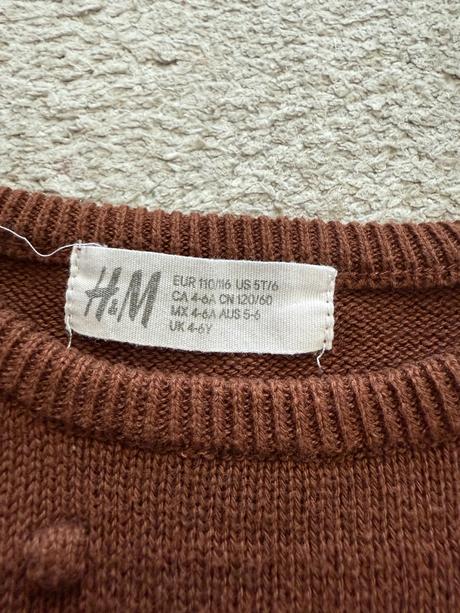 H&M
EUR 110/116 US 5T/6
CA 4-6A CN 120/60
MX 4-6A AUS 5-6
UK 4-6Y